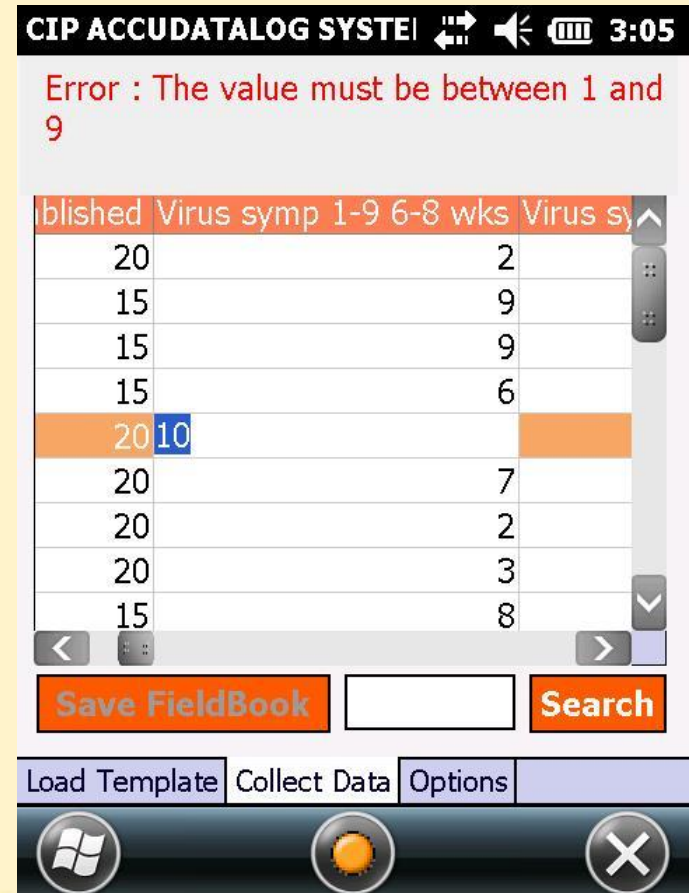 CIP ACCUDATALOG SYSTE 3:05
Error : The value must be between 1 and
9
blished Virus symp 1-9 6-8 wks Virus sy
20 2
15 9
15 9
15 6
20 10
20 7
20 2
20 3
15 8
Save FieldBook Search
Load Template Collect Data Options